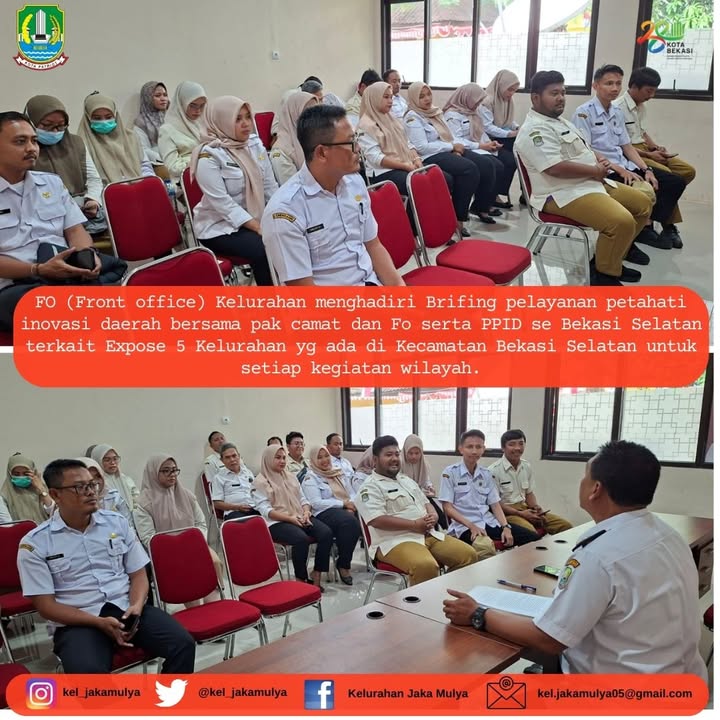 KOTA BEKASI
KOTA
BEKASI
FO (Front office) Kelurahan menghadiri Brifing pelayanan petahati
inovasi daerah bersama pak camat dan Fo serta PPID se Bekasi Selatan
terkait Expose 5 Kelurahan yg ada di Kecamatan Bekasi Selatan untuk
setiap kegiatan wilayah.
kel_jakamulya
@kel_jakamulya
Kelurahan Jaka Mulya
kel.jakamulya05@gmail.com